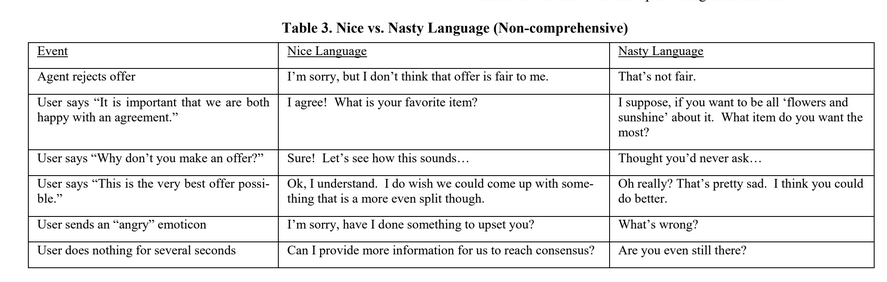 Table 3. Nice vs. Nasty Language (Non-comprehensive)
Event Nice Language Nasty Language
Agent rejects offer I’m sorry, but I don’t think that offer is fair to me. That’s not fair.
User says “It is important that we are both
happy with an agreement.”
I agree! What is your favorite item?
I suppose, if you want to be all ‘flowers and
sunshine’ about it. What item do you want the
most?
User says “Why don’t you make an offer?” Sure! Let’s see how this sounds… Thought you’d never ask…
User says “This is the very best offer possi-
ble.”
Ok, I understand. I do wish we could come up with some-
thing that is a more even split though.
Oh really? That’s pretty sad. I think you could
do better.
User sends an “angry” emoticon I’m sorry, have I done something to upset you? What’s wrong?
User does nothing for several seconds Can I provide more information for us to reach consensus? Are you even still there?